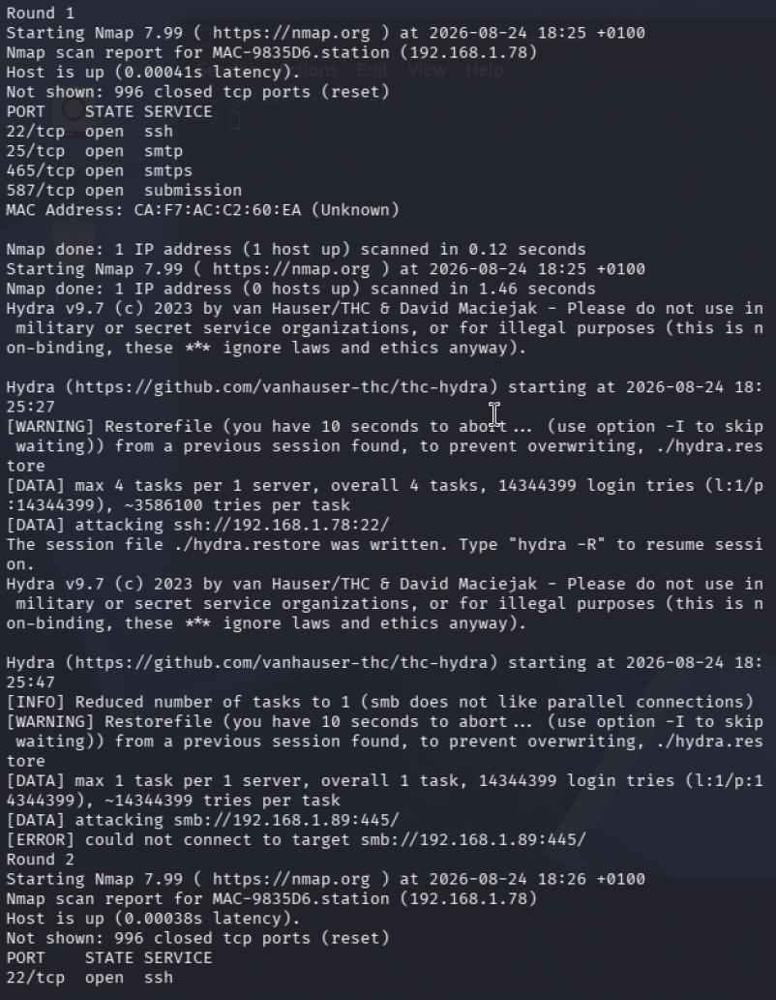 Round 1
Starting Nmap 7.99 ( https://nmap.org ) at 2026-08-24 18:25 +0100
Nmap scan report for MAC-9835D6.station (192.168.1.78)
Host is up (0.00041s latency).
Not shown: 996 closed tcp ports (reset)
PORT    STATE SERVICE
22/tcp  open  ssh
25/tcp  open  smtp
465/tcp open  smtps
587/tcp open  submission
MAC Address: CA:F7:AC:C2:60:EA (Unknown)

Nmap done: 1 IP address (1 host up) scanned in 0.12 seconds
Starting Nmap 7.99 ( https://nmap.org ) at 2026-08-24 18:25 +0100
Nmap done: 1 IP address (0 hosts up) scanned in 1.46 seconds
Hydra v9.7 (c) 2023 by van Hauser/THC & David Maciejak - Please do not use in
 military or secret service organizations, or for illegal purposes (this is n
on-binding, these *** ignore laws and ethics anyway).

Hydra (https://github.com/vanhauser-thc/thc-hydra) starting at 2026-08-24 18:
25:27
[WARNING] Restorefile (you have 10 seconds to abort... (use option -I to skip
 waiting)) from a previous session found, to prevent overwriting, ./hydra.res
tore
[DATA] max 4 tasks per 1 server, overall 4 tasks, 14344399 login tries (l:1/p
:14344399), ~3586100 tries per task
[DATA] attacking ssh://192.168.1.78:22/
The session file ./hydra.restore was written. Type "hydra -R" to resume sessi
on.
Hydra v9.7 (c) 2023 by van Hauser/THC & David Maciejak - Please do not use in
 military or secret service organizations, or for illegal purposes (this is n
on-binding, these *** ignore laws and ethics anyway).

Hydra (https://github.com/vanhauser-thc/thc-hydra) starting at 2026-08-24 18:
25:47
[INFO] Reduced number of tasks to 1 (smb does not like parallel connections)
[WARNING] Restorefile (you have 10 seconds to abort... (use option -I to skip
 waiting)) from a previous session found, to prevent overwriting, ./hydra.res
tore
[DATA] max 1 task per 1 server, overall 1 task, 14344399 login tries (l:1/p:1
4344399), ~14344399 tries per task
[DATA] attacking smb://192.168.1.89:445/
[ERROR] could not connect to target smb://192.168.1.89:445/
Round 2
Starting Nmap 7.99 ( https://nmap.org ) at 2026-08-24 18:26 +0100
Nmap scan report for MAC-9835D6.station (192.168.1.78)
Host is up (0.00038s latency).
Not shown: 996 closed tcp ports (reset)
PORT    STATE SERVICE
22/tcp  open  ssh